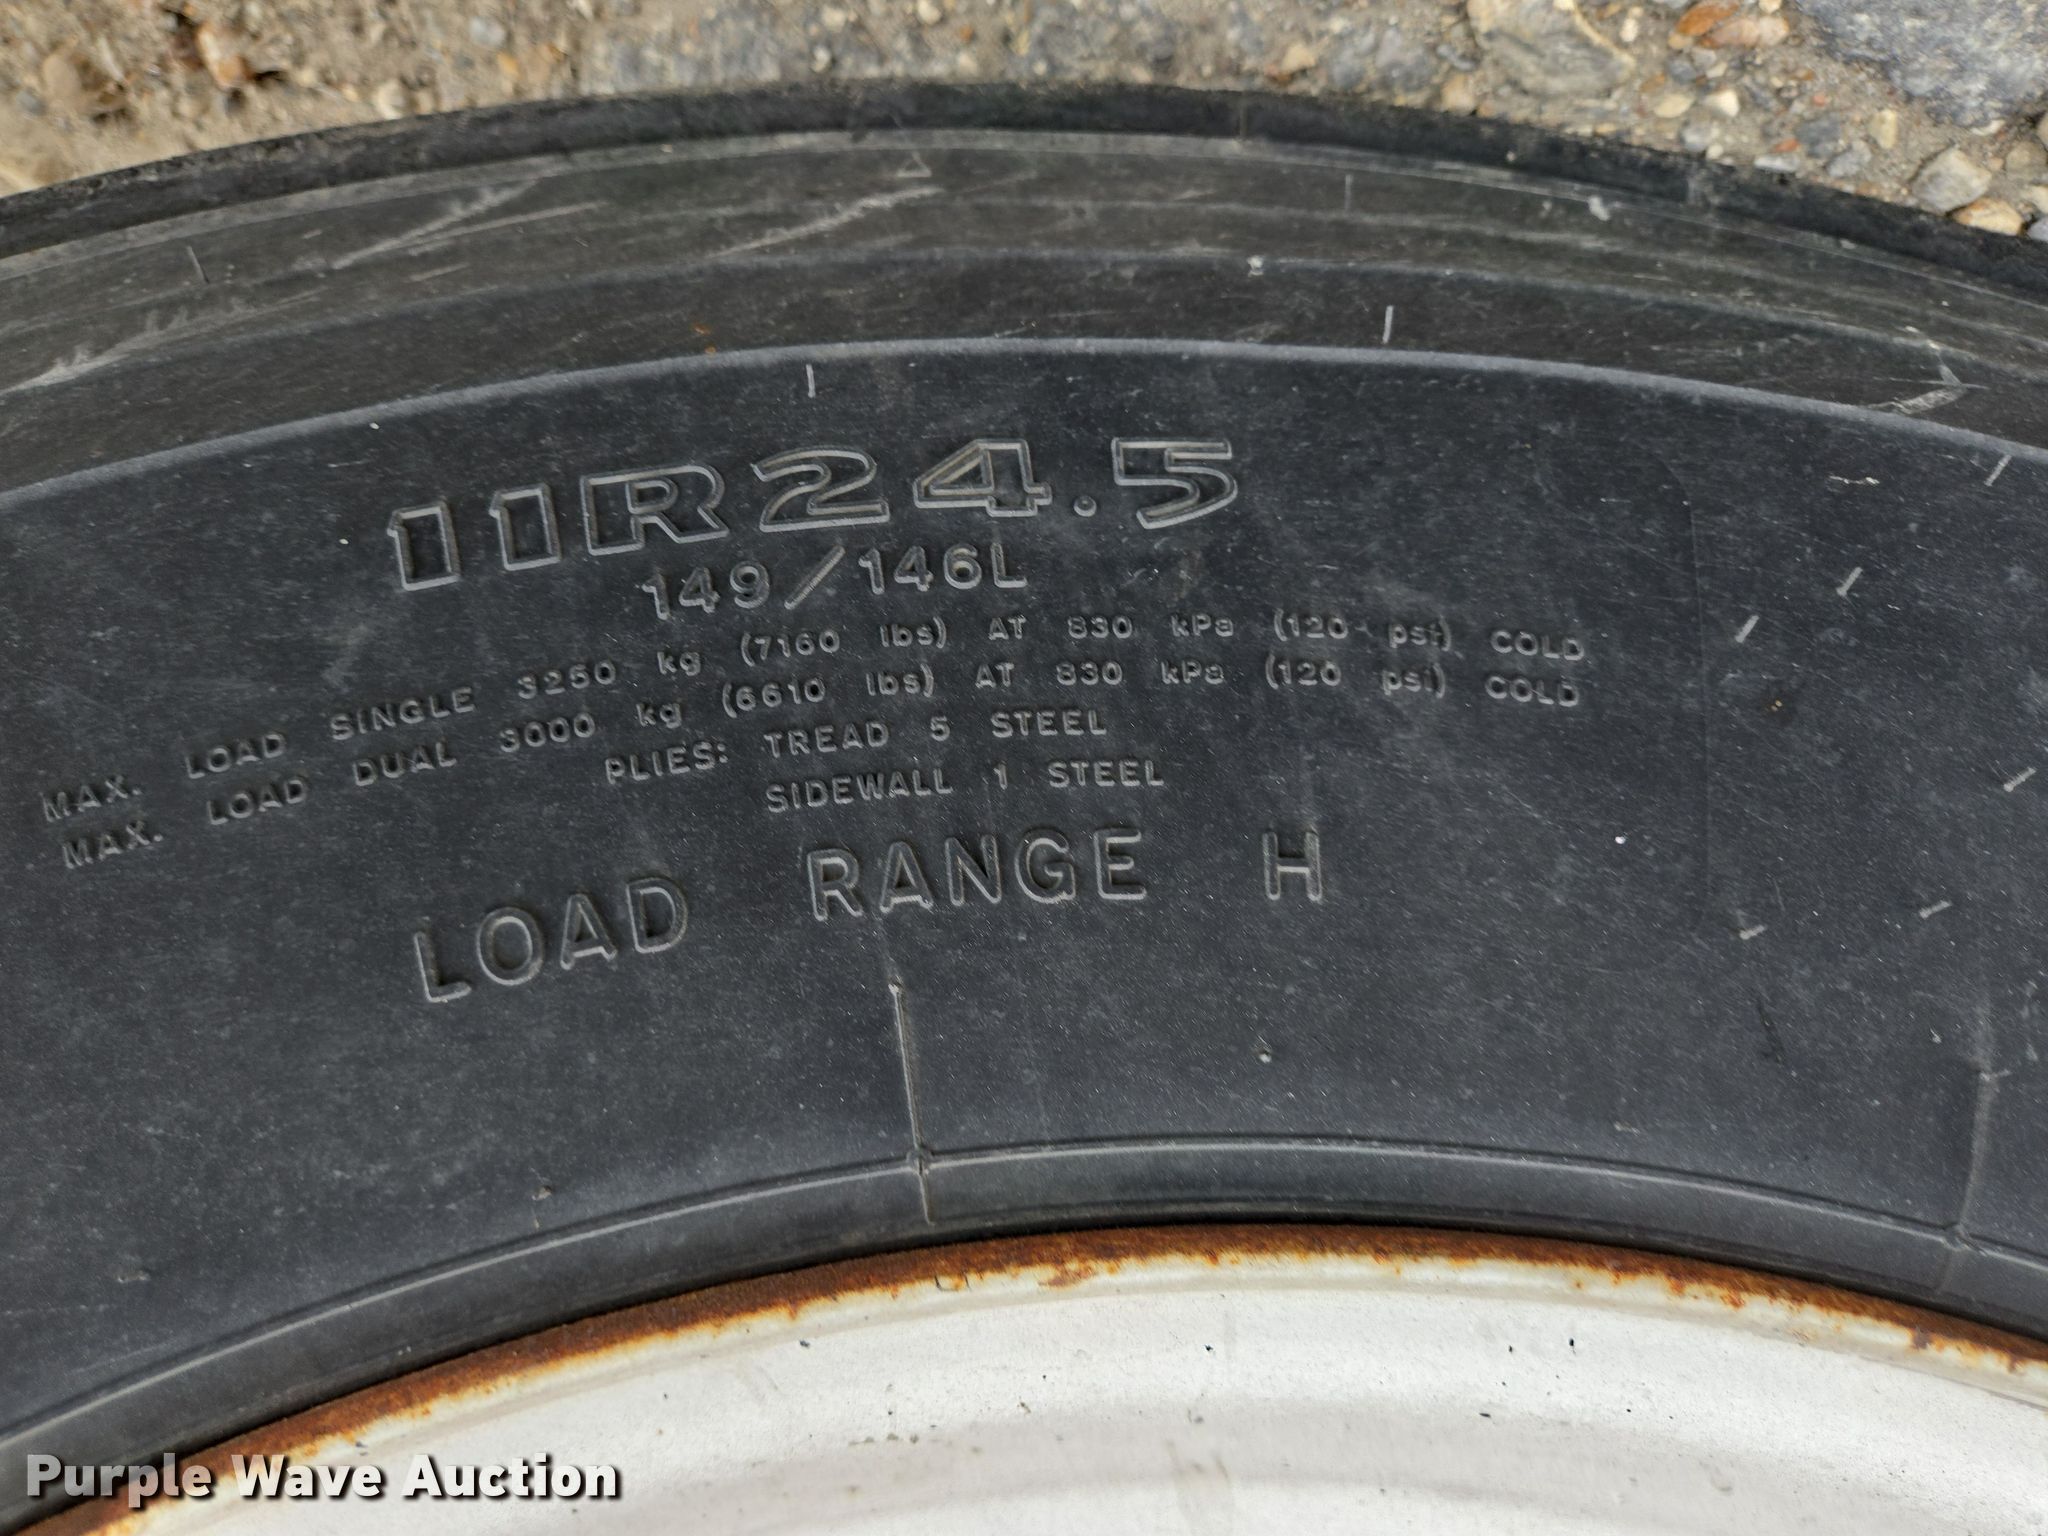 11R24.5
149/146L
MAX. LOAD SINGLE 3250 kg (7160 lbs) AT 830 kPa (120 psi) COLD
MAX. LOAD DUAL 3000 kg (6610 lbs) AT 830 kPa (120 psi) COLD
PLIES: TREAD 5 STEEL
SIDEWALL 1 STEEL
LOAD RANGE H
Purple Wave Auction